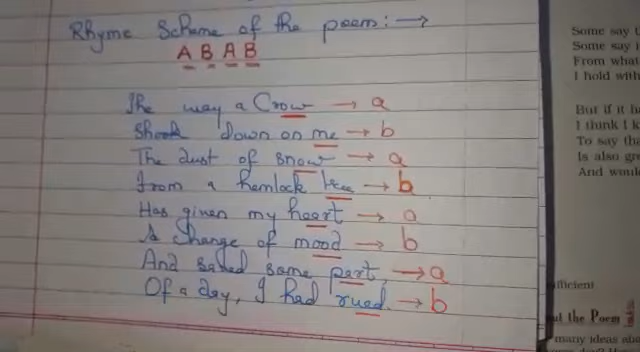 Rhyme Scheme of the poem: →
A B A B
The way a Crow → a
Shook down on me → b
The dust of snow → a
From a hemlock tree → b
Has given my heart → a
A change of mood → b
And saved some part, → a
Of a day, I had rued. → b
Some say
Some say i
From what
I hold with
But if it h
I think I k
To say tha
Is also gre
And woul
fficient
ut the Poem
many ideas ab